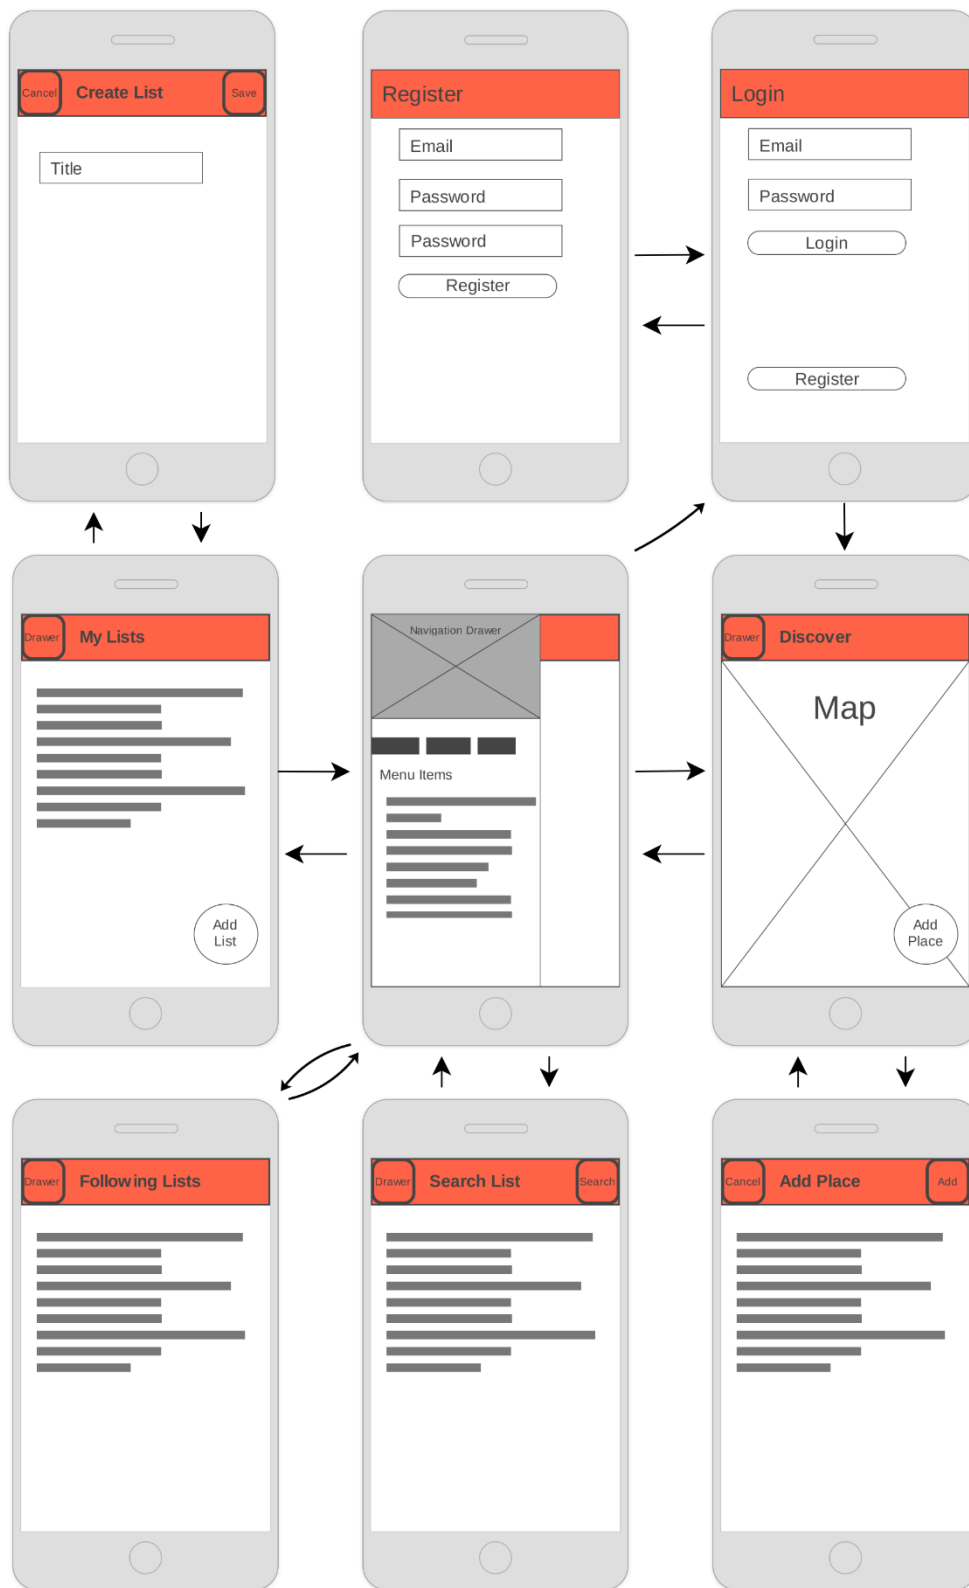 Cancel
Create List
Save
Title
Register
Email
Password
Password
Register
Login
Email
Password
Login
Register
Drawer
My Lists
Add
List
Navigation Drawer
Menu Items
Drawer
Discover
Map
Add
Place
Drawer
Following Lists
Drawer
Search List
Search
Cancel
Add Place
Add